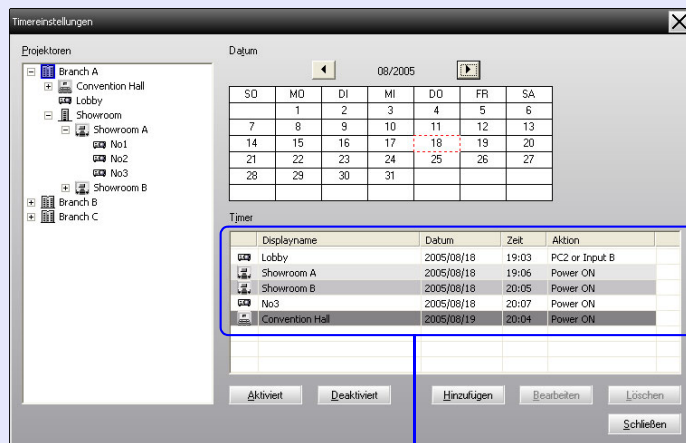 Timereinstellungen
Projektoren
Branch A
Convention Hall
Lobby
Showroom
Showroom A
No1
No2
No3
Showroom B
Branch B
Branch C
Datum
08/2005
SO MO DI MI DO FR SA
1 2 3 4 5 6
7 8 9 10 11 12 13
14 15 16 17 18 19 20
21 22 23 24 25 26 27
28 29 30 31
Timer
Displayname Datum Zeit Aktion
Lobby 2005/08/18 19:03 PC2 or Input B
Showroom A 2005/08/18 19:06 Power ON
Showroom B 2005/08/18 20:05 Power ON
No3 2005/08/18 20:07 Power ON
Convention Hall 2005/08/19 20:04 Power ON
Aktiviert Deaktiviert Hinzufügen Bearbeiten Löschen
Schließen